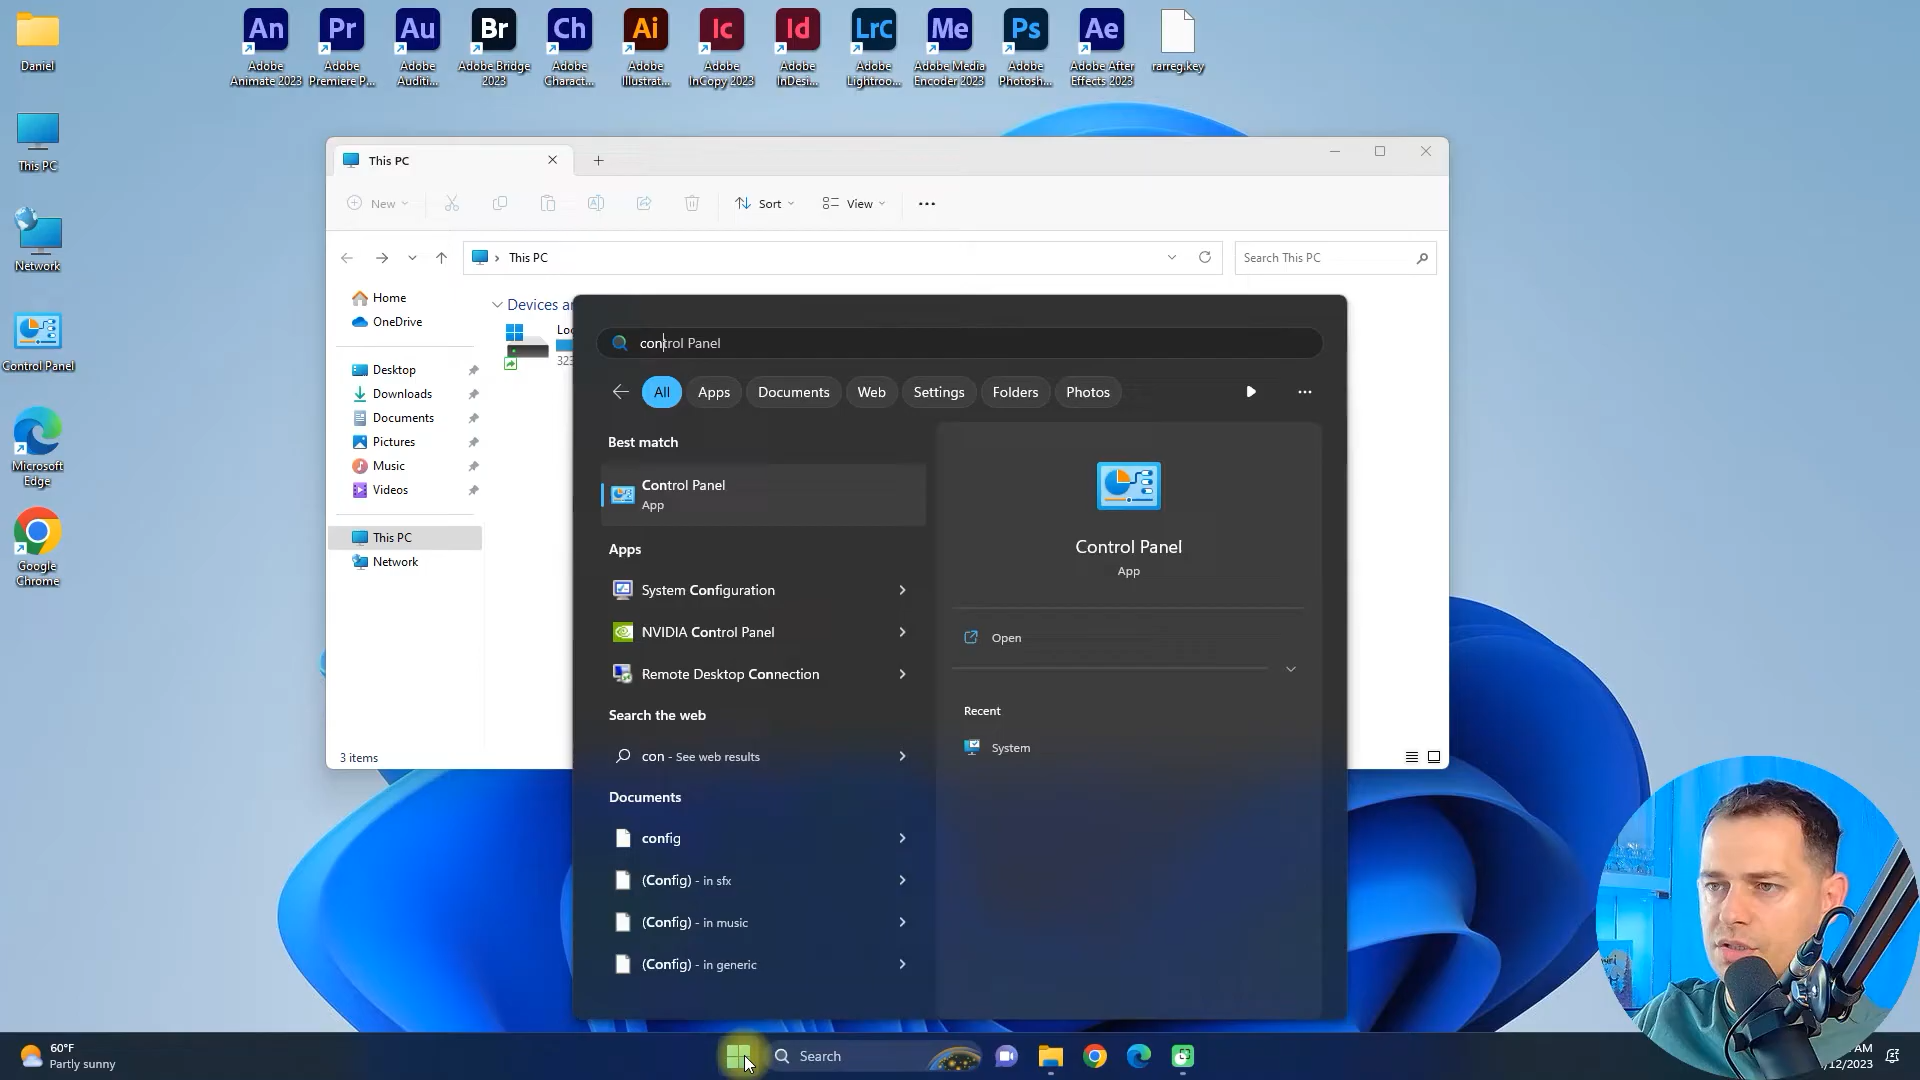 Daniel
This PC
Network
Control Panel
Microsoft
Edge
Google
Chrome
An
Adobe
Animate 2023
Pr
Adobe
Premiere P...
Au
Adobe
Auditi...
Br
Adobe Bridge
2023
Ch
Adobe
Charact...
Ai
Adobe
Illustrat...
Ic
Adobe
InCopy 2023
Id
Adobe
InDesi...
LrC
Adobe
Lightroo...
Me
Adobe Media
Encoder 2023
Ps
Adobe
Photosh...
Ae
Adobe After
Effects 2023
rarreg.key
This PC
New
Sort
View
This PC
Search This PC
Home
OneDrive
Desktop
Downloads
Documents
Pictures
Music
Videos
This PC
Network
3 items
Devices a
Loc
323
control Panel
All
Apps
Documents
Web
Settings
Folders
Photos
Best match
Control Panel
App
Apps
System Configuration
NVIDIA Control Panel
Remote Desktop Connection
Search the web
con - See web results
Documents
config
(Config) - in sfx
(Config) - in music
(Config) - in generic
Control Panel
App
Open
Recent
System
60°F
Partly sunny
Search
AM
/12/2023